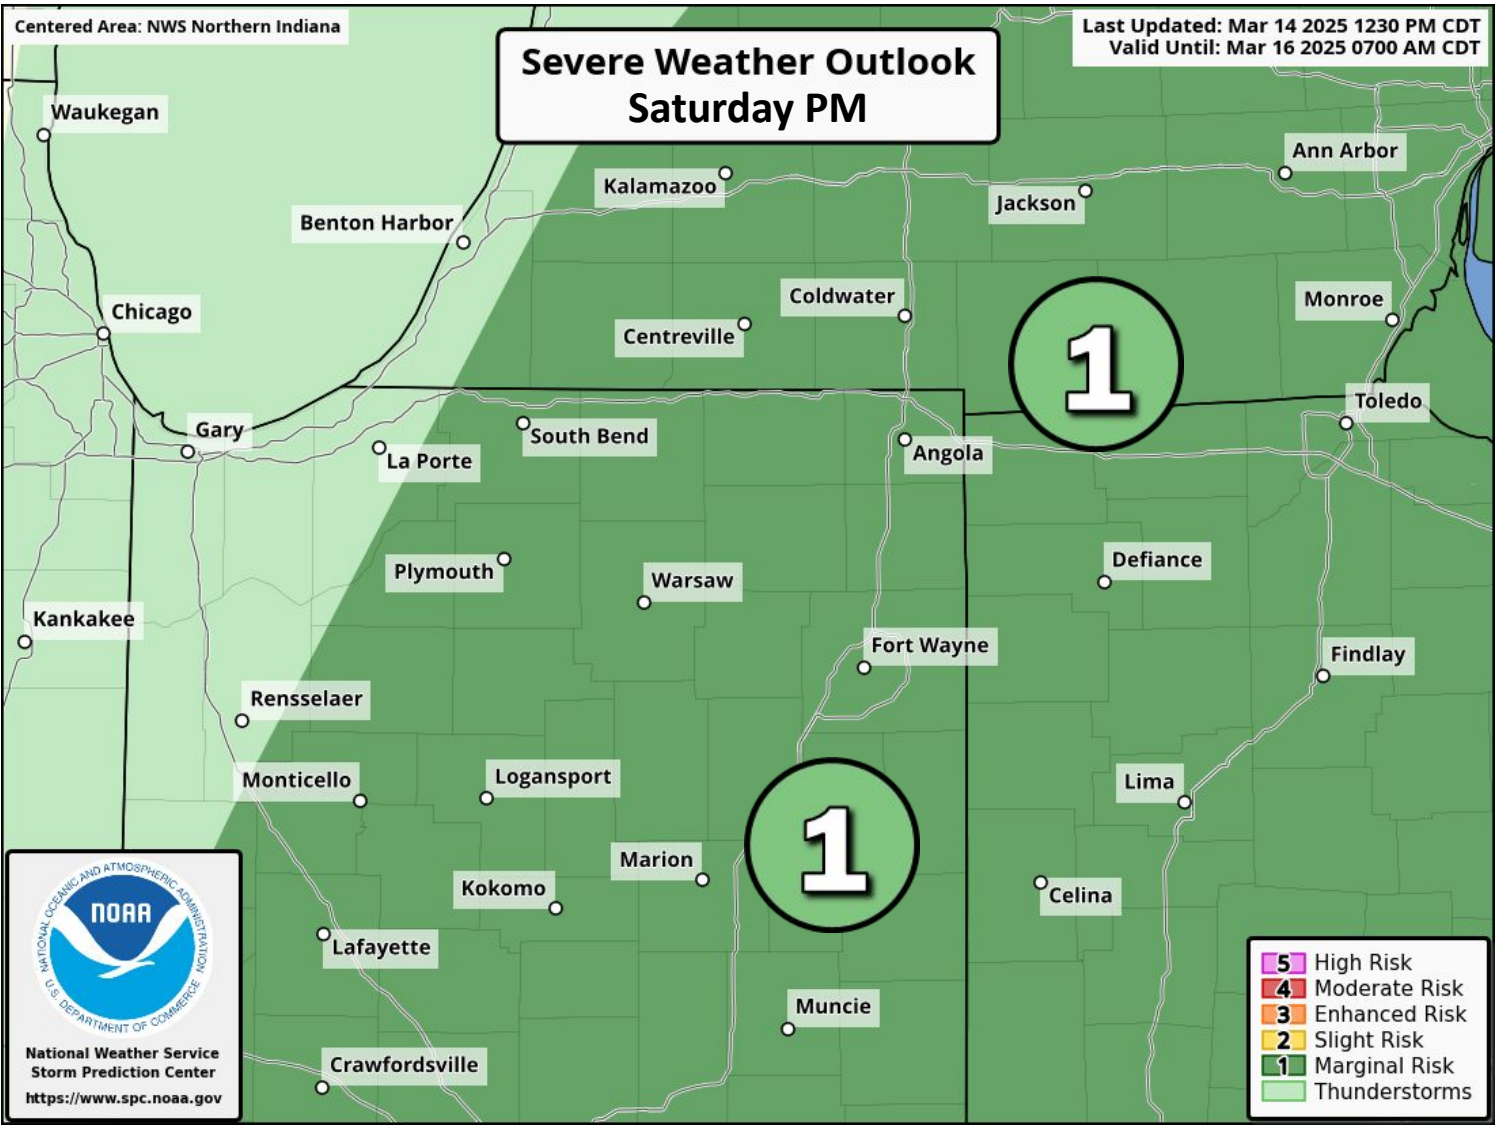 Centered Area: NWS Northern Indiana
Severe Weather Outlook
Saturday PM
Last Updated: Mar 14 2025 1230 PM CDT
Valid Until: Mar 16 2025 0700 AM CDT
Waukegan
Ann Arbor
Kalamazoo
Jackson
Benton Harbor
Coldwater
Monroe
Chicago
Centreville
1
Toledo
Gary
South Bend
Angola
La Porte
Defiance
Plymouth
Warsaw
Kankakee
Fort Wayne
Findlay
Rensselaer
Logansport
Monticello
Lima
1
Marion
Kokomo
Celina
Lafayette
Muncie
Crawfordsville
NATIONAL OCEANIC AND ATMOSPHERIC ADMINISTRATION
NOAA
U.S. DEPARTMENT OF COMMERCE
National Weather Service
Storm Prediction Center
https://www.spc.noaa.gov
5 High Risk
4 Moderate Risk
3 Enhanced Risk
2 Slight Risk
1 Marginal Risk
Thunderstorms